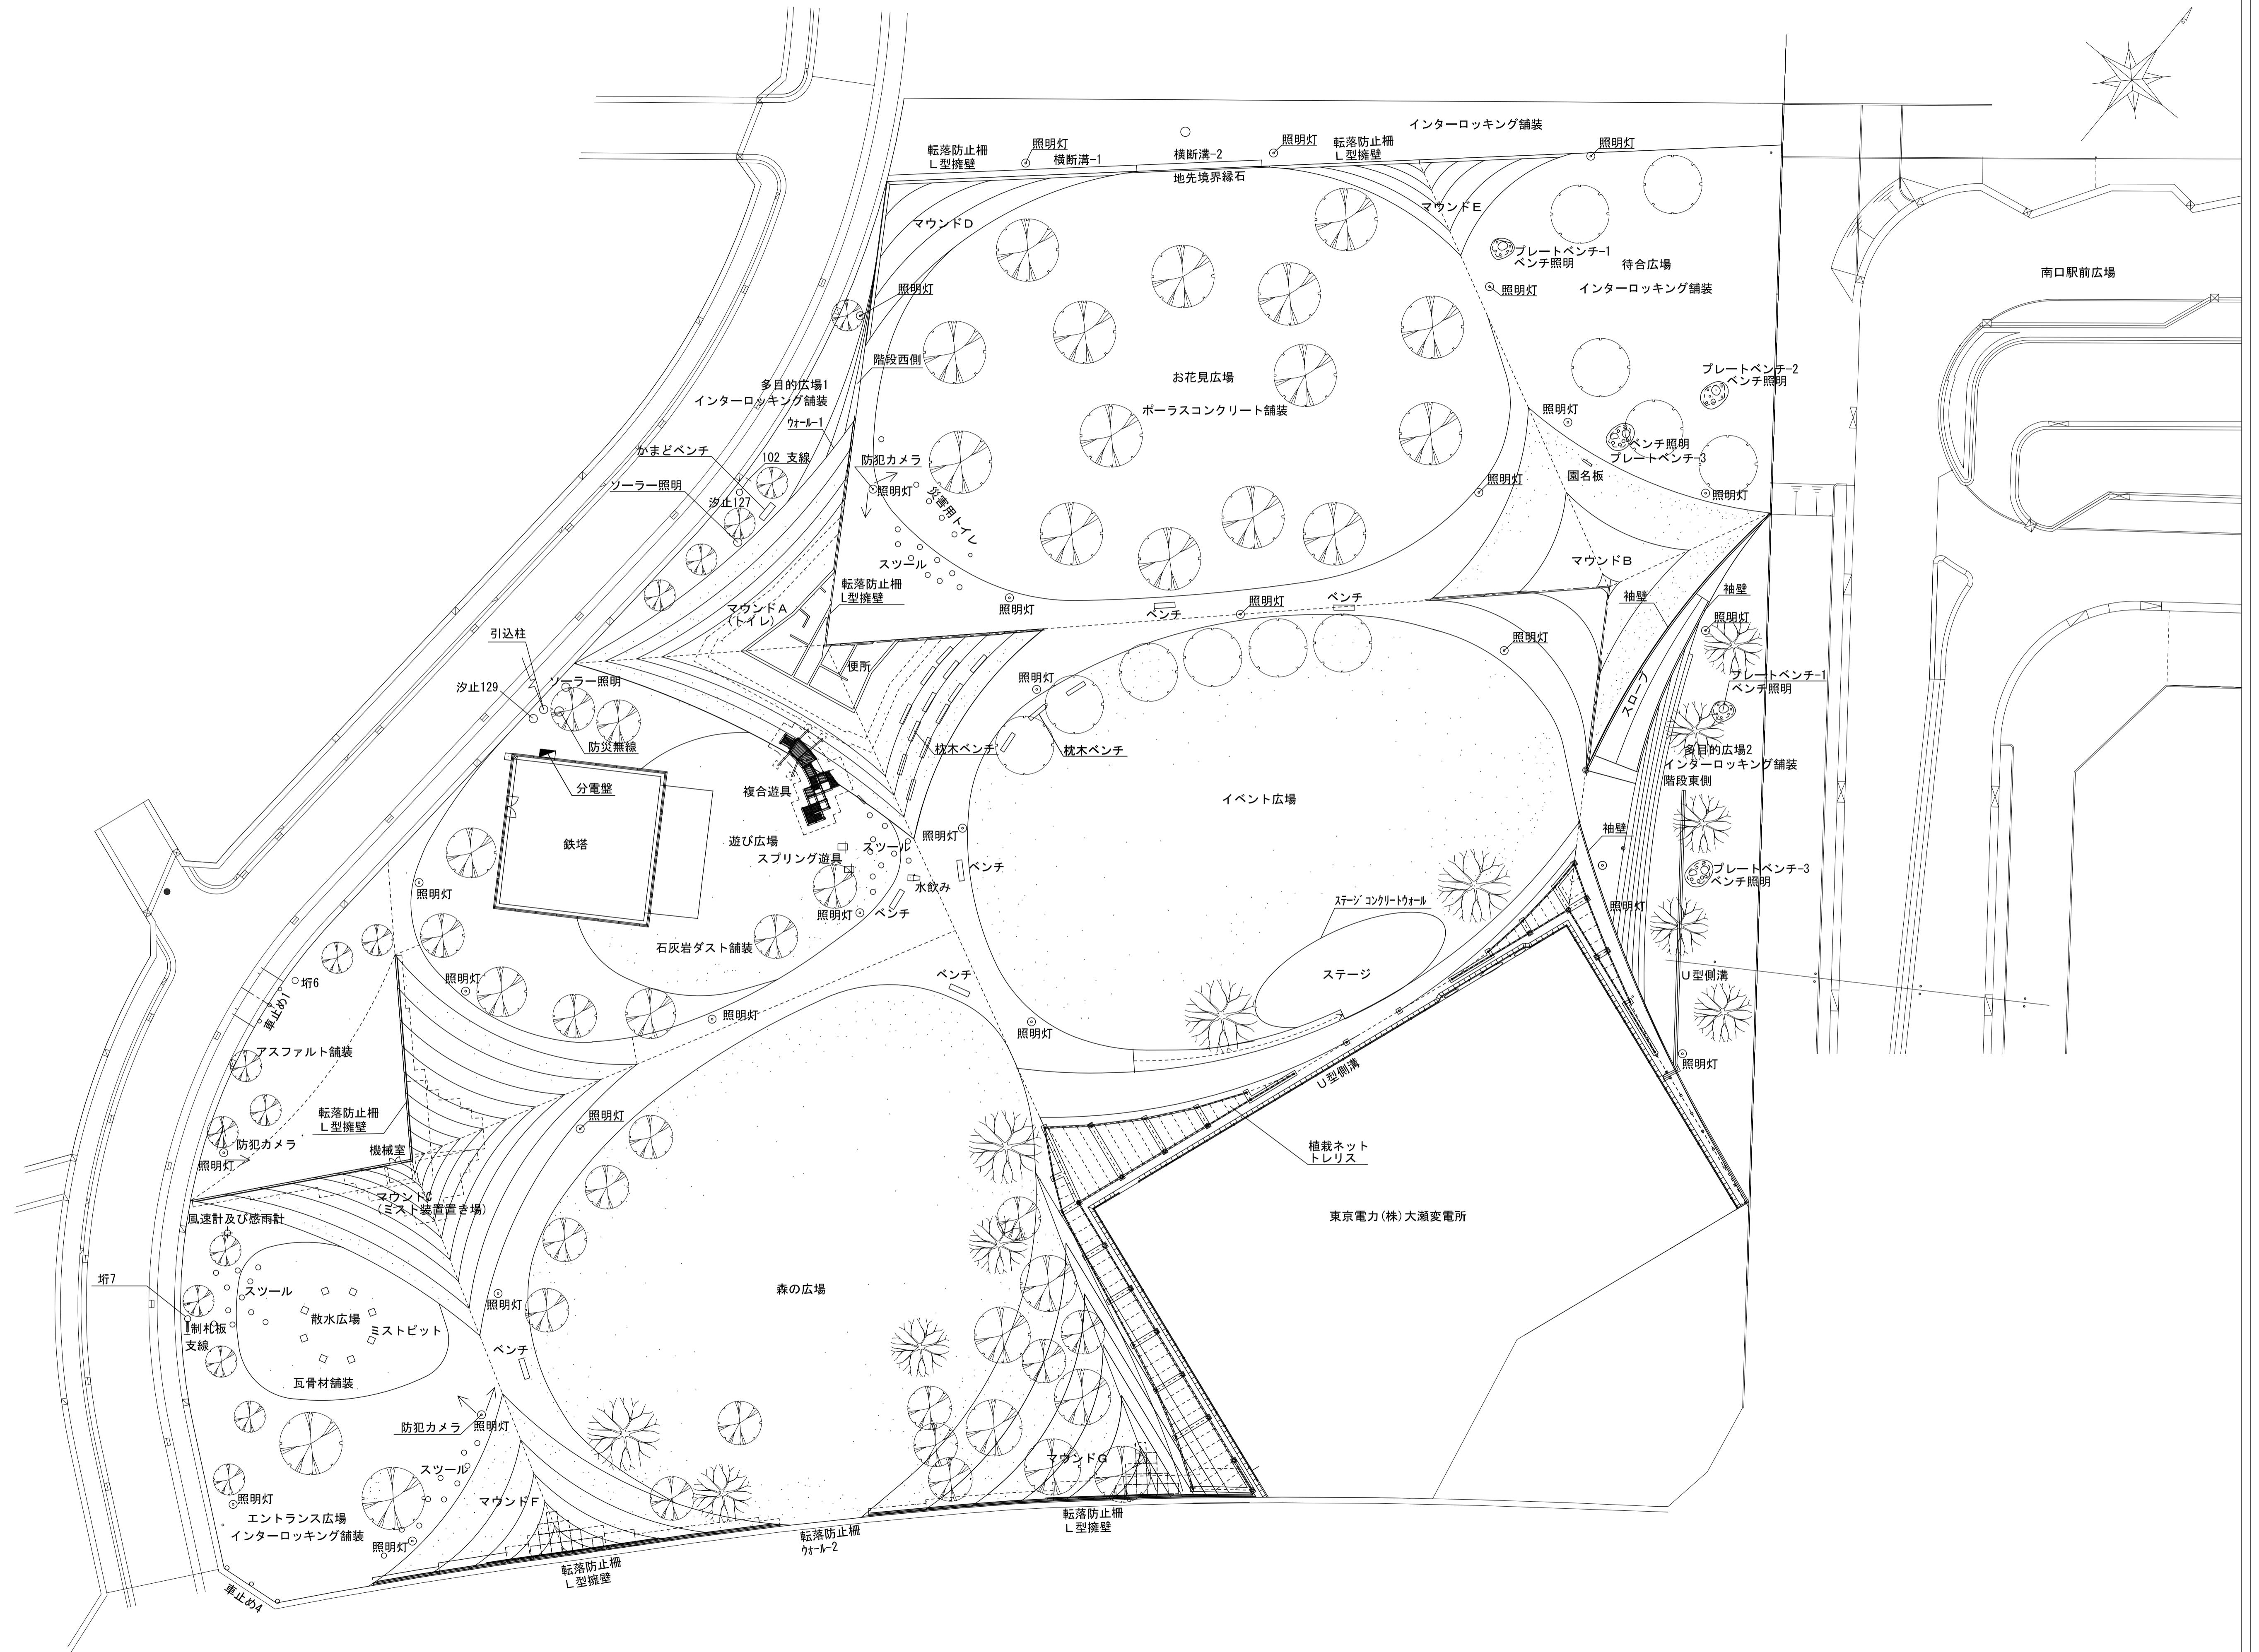 インターロッキング舗装
転落防止柵
L型擁壁
照明灯
横断溝-1
横断溝-2
照明灯
転落防止柵
L型擁壁
照明灯
地先境界縁石
マウンドD
マウンドE
プレートベンチ-1
ベンチ照明
待合広場
インターロッキング舗装
南口駅前広場
照明灯
照明灯
階段西側
お花見広場
ポーラスコンクリート舗装
プレートベンチ-2
ベンチ照明
多目的広場1
インターロッキング舗装
ウォール-1
照明灯
ベンチ照明
プレートベンチ-3
かまどベンチ
102 支線
防犯カメラ
照明灯
ソーラー照明
汐止127
災害用トイレ
照明灯
園名板
照明灯
スツール
マウンドB
転落防止柵
L型擁壁
マウンドA
(トイレ)
照明灯
ベンチ
照明灯
ベンチ
袖壁
袖壁
照明灯
引込柱
便所
照明灯
汐止129
ソーラー照明
照明灯
スロープ
プレートベンチ-1
ベンチ照明
防災無線
枕木ベンチ
枕木ベンチ
多目的広場2
インターロッキング舗装
階段東側
分電盤
複合遊具
イベント広場
鉄塔
遊び広場
スプリング遊具
スツール
照明灯
袖壁
ベンチ
水飲み
プレートベンチ-3
ベンチ照明
照明灯
照明灯
ベンチ
ステージコンクリートウォール
照明灯
石灰岩ダスト舗装
ステージ
U型側溝
ベンチ
照明灯
垳6
車止め1
照明灯
照明灯
アスファルト舗装
照明灯
U型側溝
転落防止柵
L型擁壁
照明灯
防犯カメラ
照明灯
機械室
植栽ネット
トレリス
マウンドC
(ミスト装置置き場)
東京電力(株)大瀬変電所
風速計及び感雨計
垳7
スツール
散水広場
ミストピット
制札板
支線
照明灯
森の広場
ベンチ
瓦骨材舗装
防犯カメラ
照明灯
スツール
マウンドG
マウンドF
照明灯
エントランス広場
インターロッキング舗装
照明灯
転落防止柵
L型擁壁
転落防止柵
ウォール-2
転落防止柵
L型擁壁
車止め4